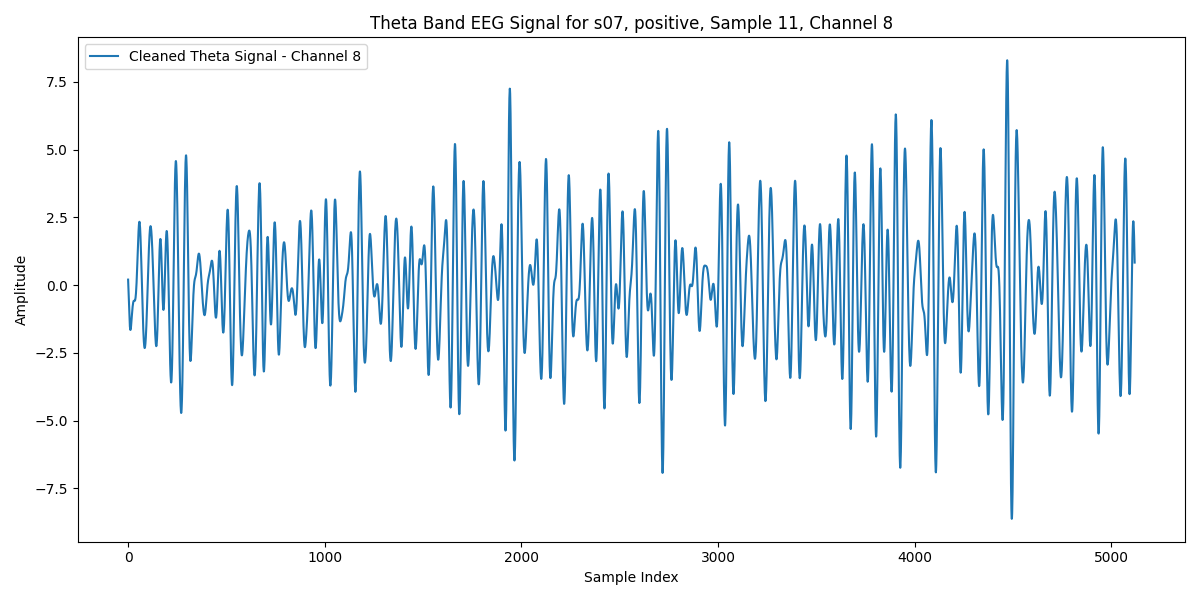 Theta Band EEG Signal for s07, positive, Sample 11, Channel 8
Cleaned Theta Signal - Channel 8
Amplitude
7.5
5.0
2.5
0.0
−2.5
−5.0
−7.5
0 1000 2000 3000 4000 5000
Sample Index